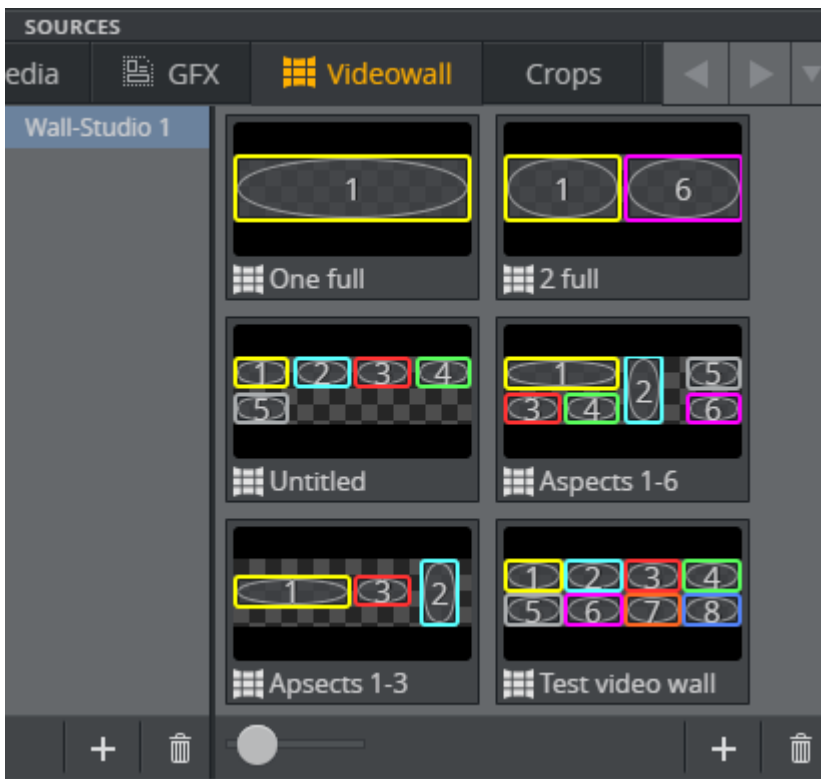 SOURCES
edia GFX Videowall Crops
Wall-Studio 1
1
1 6
One full
2 full
1 2 3 4
5
1 2 5
3 4 6
Untitled
Aspects 1-6
1 3 2
1 2 3 4
5 6 7 8
Apsects 1-3
Test video wall